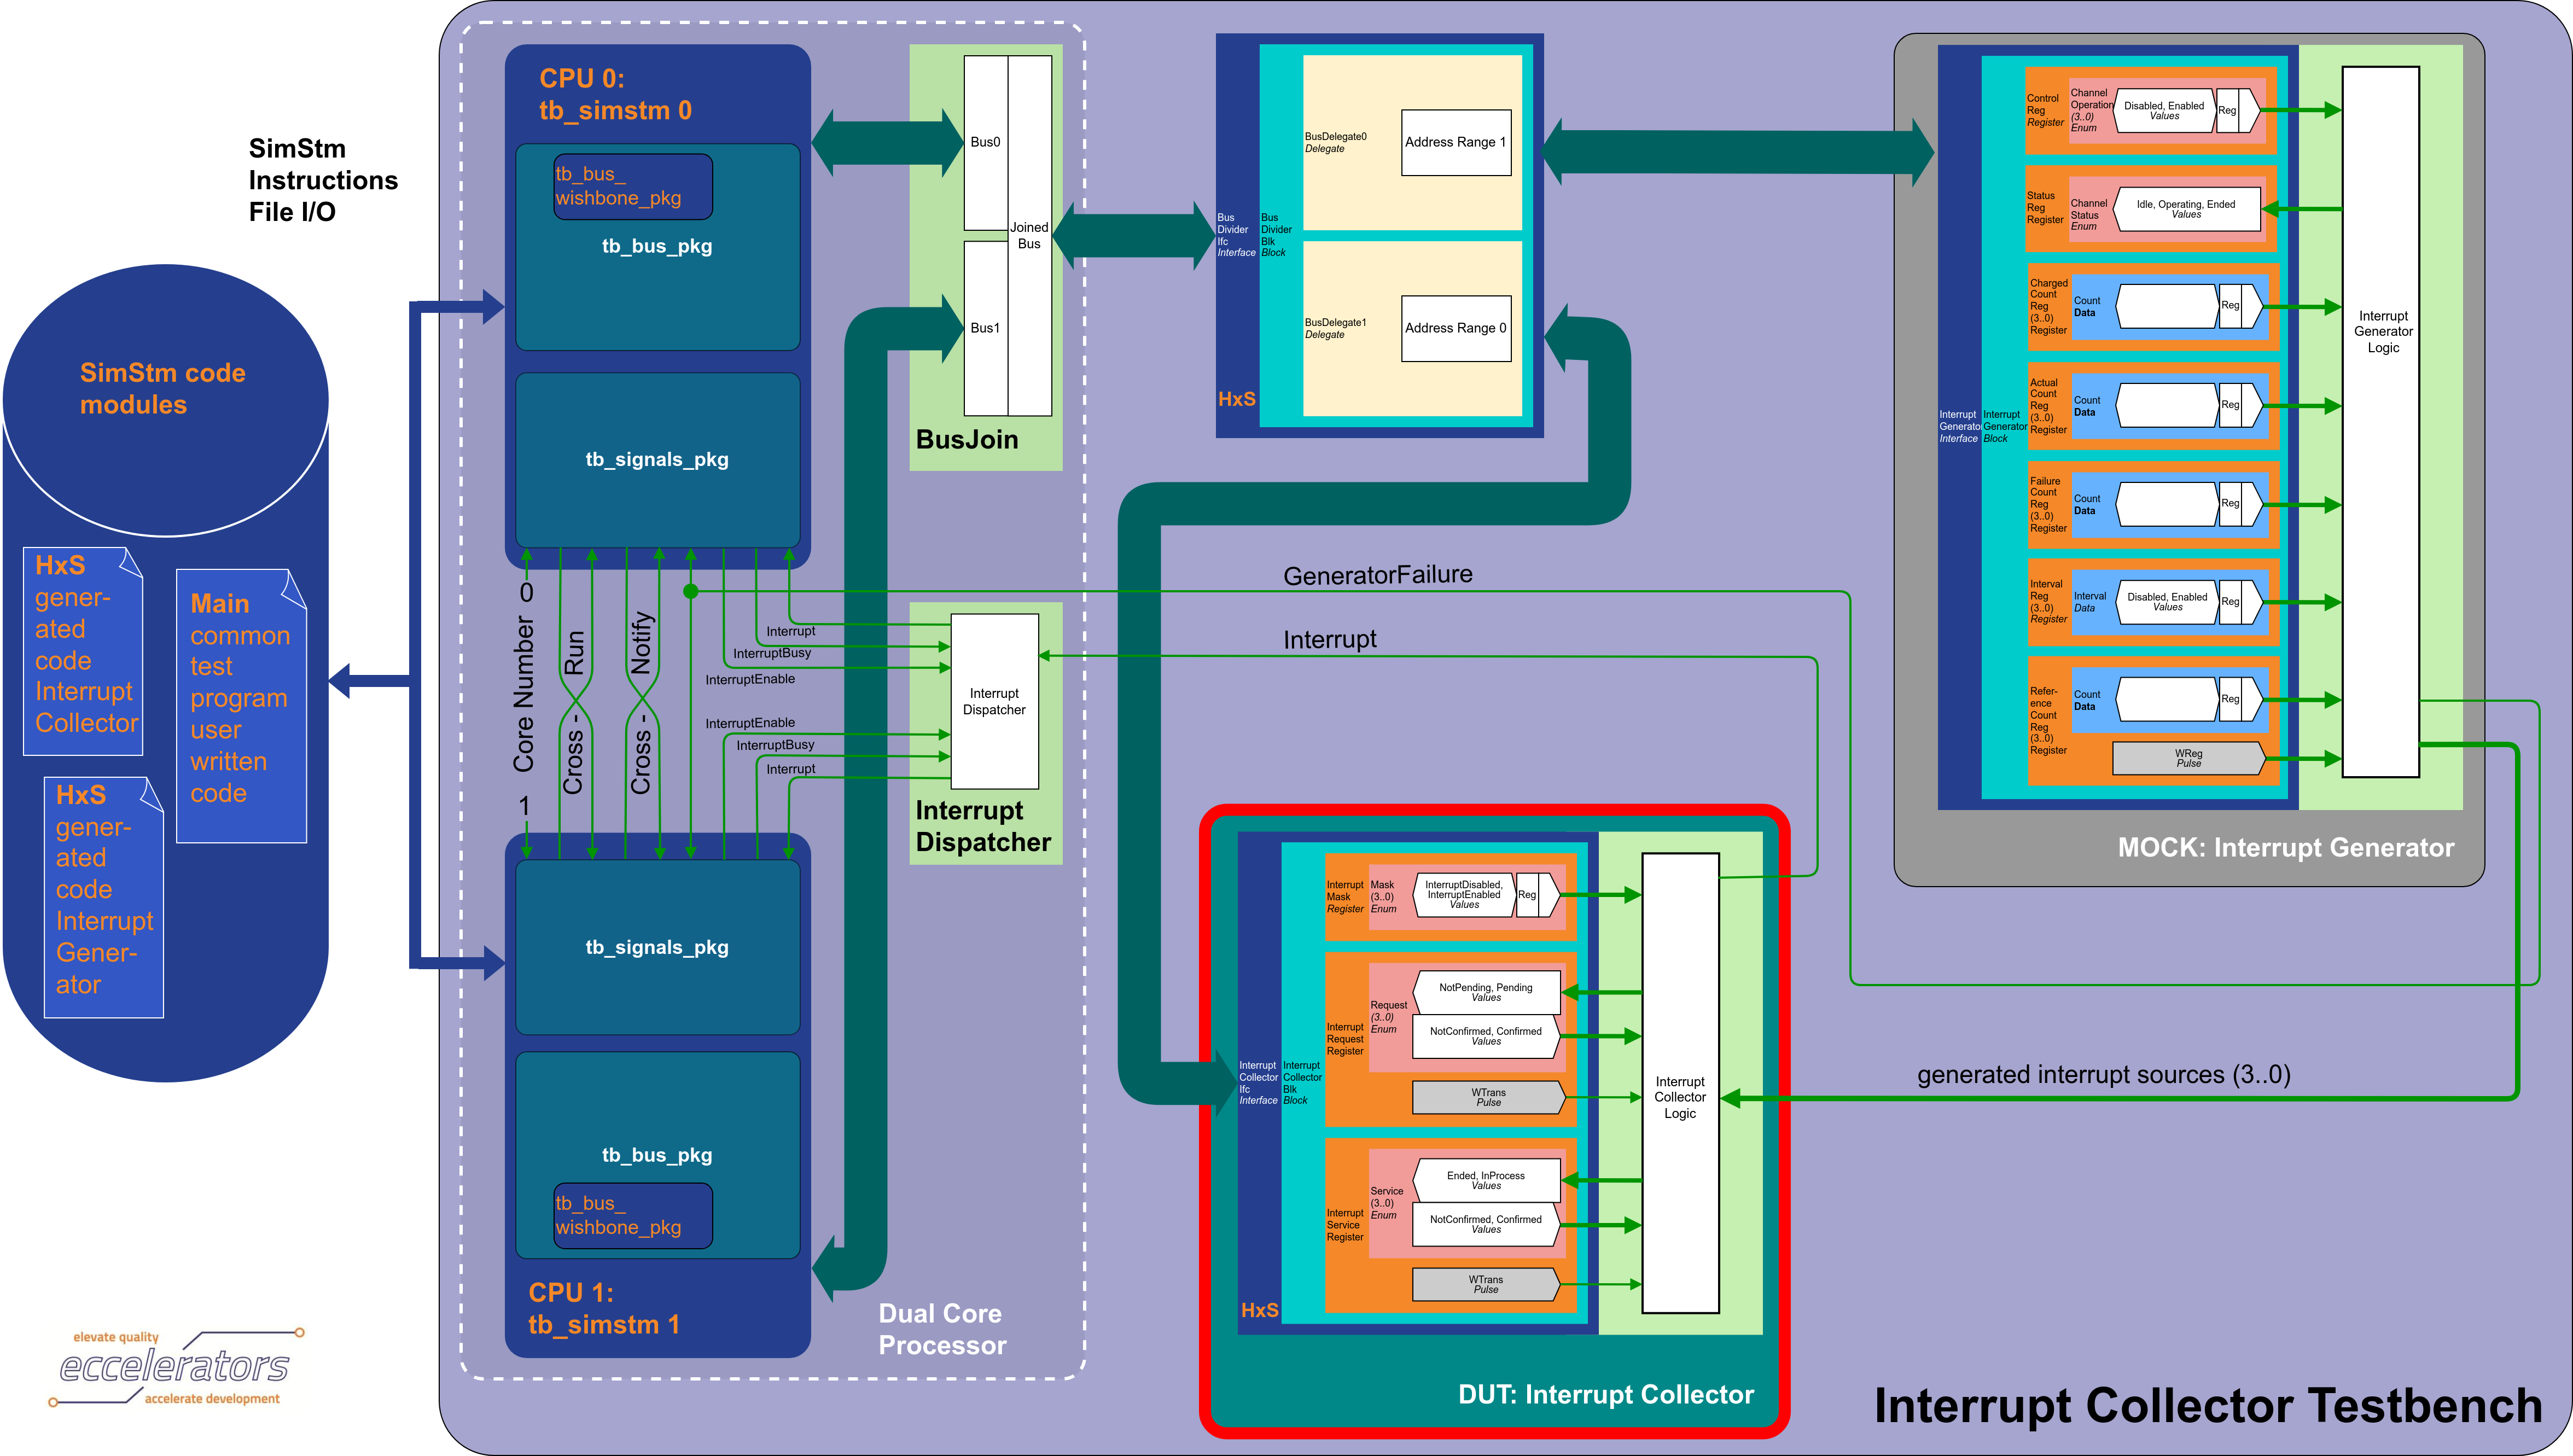 SimStm
Instructions
File I/O
SimStm code
modules
HxS
gener-
ated
code
Interrupt
Collector
Main
common
test
program
user
written
code
HxS
gener-
ated
code
Interrupt
Gener-
ator
elevate quality
eccelerators
accelerate development
CPU 0:
tb_simstm 0
tb_bus_
wishbone_pkg
tb_bus_pkg
tb_signals_pkg
Core Number 0
1
Cross - Run
Cross - Notify
Interrupt
InterruptBusy
InterruptEnable
InterruptEnable
InterruptBusy
Interrupt
tb_signals_pkg
tb_bus_pkg
tb_bus_
wishbone_pkg
CPU 1:
tb_simstm 1
Dual Core
Processor
Bus0
Joined
Bus
Bus1
BusJoin
Interrupt
Dispatcher
Interrupt
Dispatcher
Bus
Divider
Ifc
Interface
HxS
Bus
Divider
Blk
Block
BusDelegate0
Delegate
Address Range 1
BusDelegate1
Delegate
Address Range 0
GeneratorFailure
Interrupt
Interrupt
Generato
Interface
Interrupt
Generator
Block
Control
Reg
Register
Channel
Operation
(3..0)
Enum
Disabled, Enabled
Values
Reg
Status
Reg
Register
Channel
Status
Enum
Idle, Operating, Ended
Values
Charged
Count
Reg
(3..0)
Register
Count
Data
Reg
Actual
Count
Reg
(3..0)
Register
Count
Data
Reg
Failure
Count
Reg
(3..0)
Register
Count
Data
Reg
Interval
Reg
(3..0)
Register
Interval
Data
Disabled, Enabled
Values
Reg
Refer-
ence
Count
Reg
(3..0)
Register
Count
Data
Reg
WReg
Pulse
Interrupt
Generator
Logic
MOCK: Interrupt Generator
Interrupt
Collector
Ifc
Interface
HxS
Interrupt
Collector
Blk
Block
Interrupt
Mask
Register
Mask
(3..0)
Enum
InterruptDisabled,
InterruptEnabled
Values
Reg
Interrupt
Request
Register
Request
(3..0)
Enum
NotPending, Pending
Values
NotConfirmed, Confirmed
Values
WTrans
Pulse
Interrupt
Service
Register
Service
(3..0)
Enum
Ended, InProcess
Values
NotConfirmed, Confirmed
Values
WTrans
Pulse
Interrupt
Collector
Logic
generated interrupt sources (3..0)
DUT: Interrupt Collector
Interrupt Collector Testbench